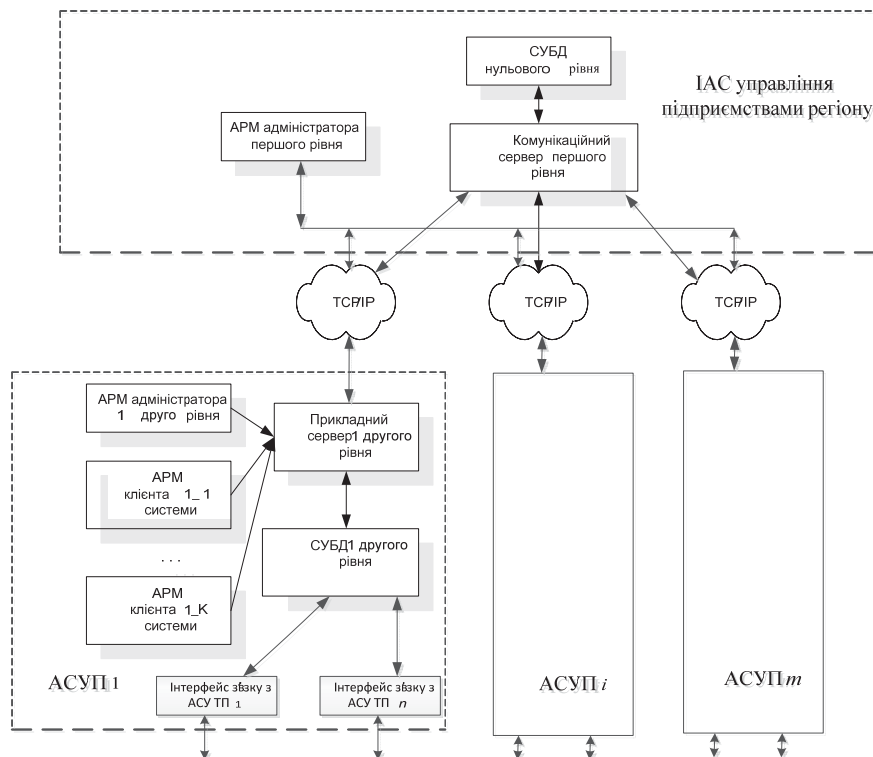 СУБД
нульового рівня
ІАС управління
підприємствами регіону
АРМ адміністратора
першого рівня
Комунікаційний
сервер першого
рівня
TCP/IP
TCP/IP
TCP/IP
АРМ адміністратора
1 друго рівня
Прикладний
сервер1 другого
рівня
АРМ
клієнта 1_1
системи
СУБД1 другого
рівня
...
АРМ
клієнта 1_K
системи
АСУП 1
Інтерфейс зв'язку з
АСУ ТП 1
Інтерфейс зв'язку з
АСУ ТП n
АСУП i
АСУП m